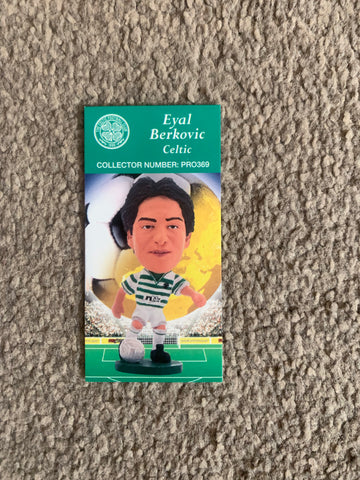 Eyal
Berkovic
Celtic
COLLECTOR NUMBER: PRO369